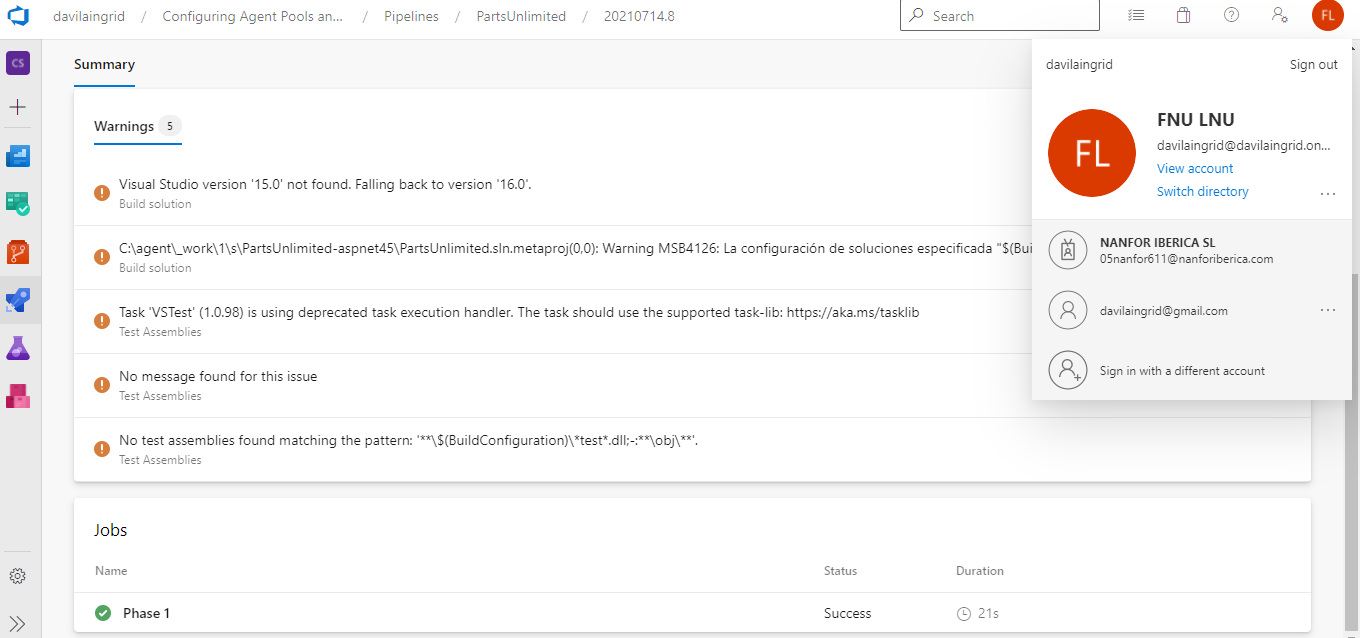 davilaingrid / Configuring Agent Pools an... / Pipelines / PartsUnlimited / 20210714.8
Search
FL
CS
Summary
Warnings 5
Visual Studio version '15.0' not found. Falling back to version '16.0'.
Build solution
C:\agent\_work\1\s\PartsUnlimited-aspnet45\PartsUnlimited.sln.metaproj(0,0): Warning MSB4126: La configuración de soluciones especificada "$(Bui
Build solution
Task 'VSTest' (1.0.98) is using deprecated task execution handler. The task should use the supported task-lib: https://aka.ms/tasklib
Test Assemblies
No message found for this issue
Test Assemblies
No test assemblies found matching the pattern: '**\$(BuildConfiguration)\*test*.dll;-:**\obj\**'.
Test Assemblies
Jobs
Name Status Duration
Phase 1 Success 21s
davilaingrid Sign out
FL
FNU LNU
davilaingrid@davilaingrid.on...
View account
Switch directory
NANFOR IBERICA SL
05nanfor611@nanforiberica.com
davilaingrid@gmail.com
Sign in with a different account